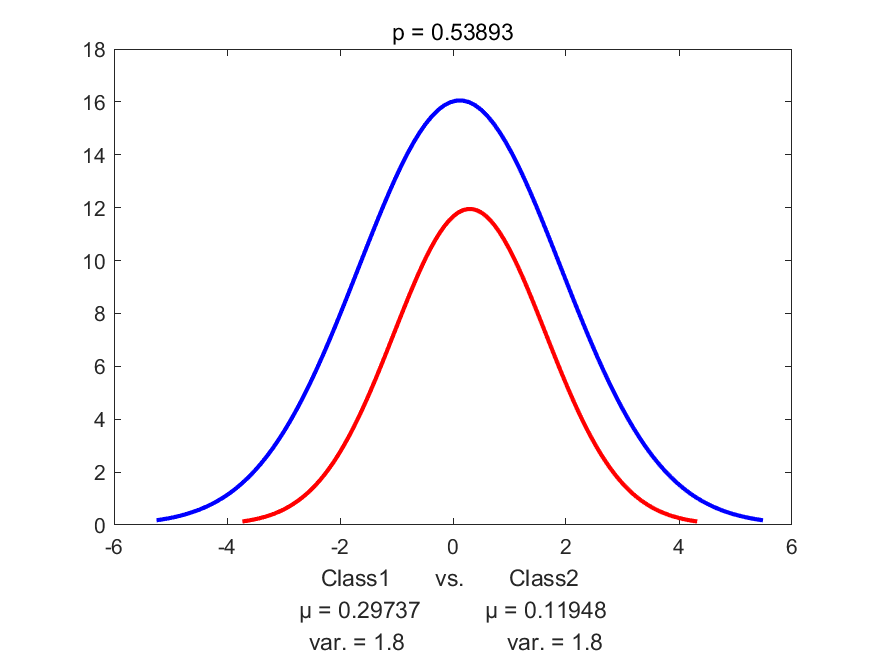 p = 0.53893
18
16
14
12
10
8
6
4
2
0
-6 -4 -2 0 2 4 6
Class1 vs. Class2
μ = 0.29737 μ = 0.11948
var. = 1.8 var. = 1.8